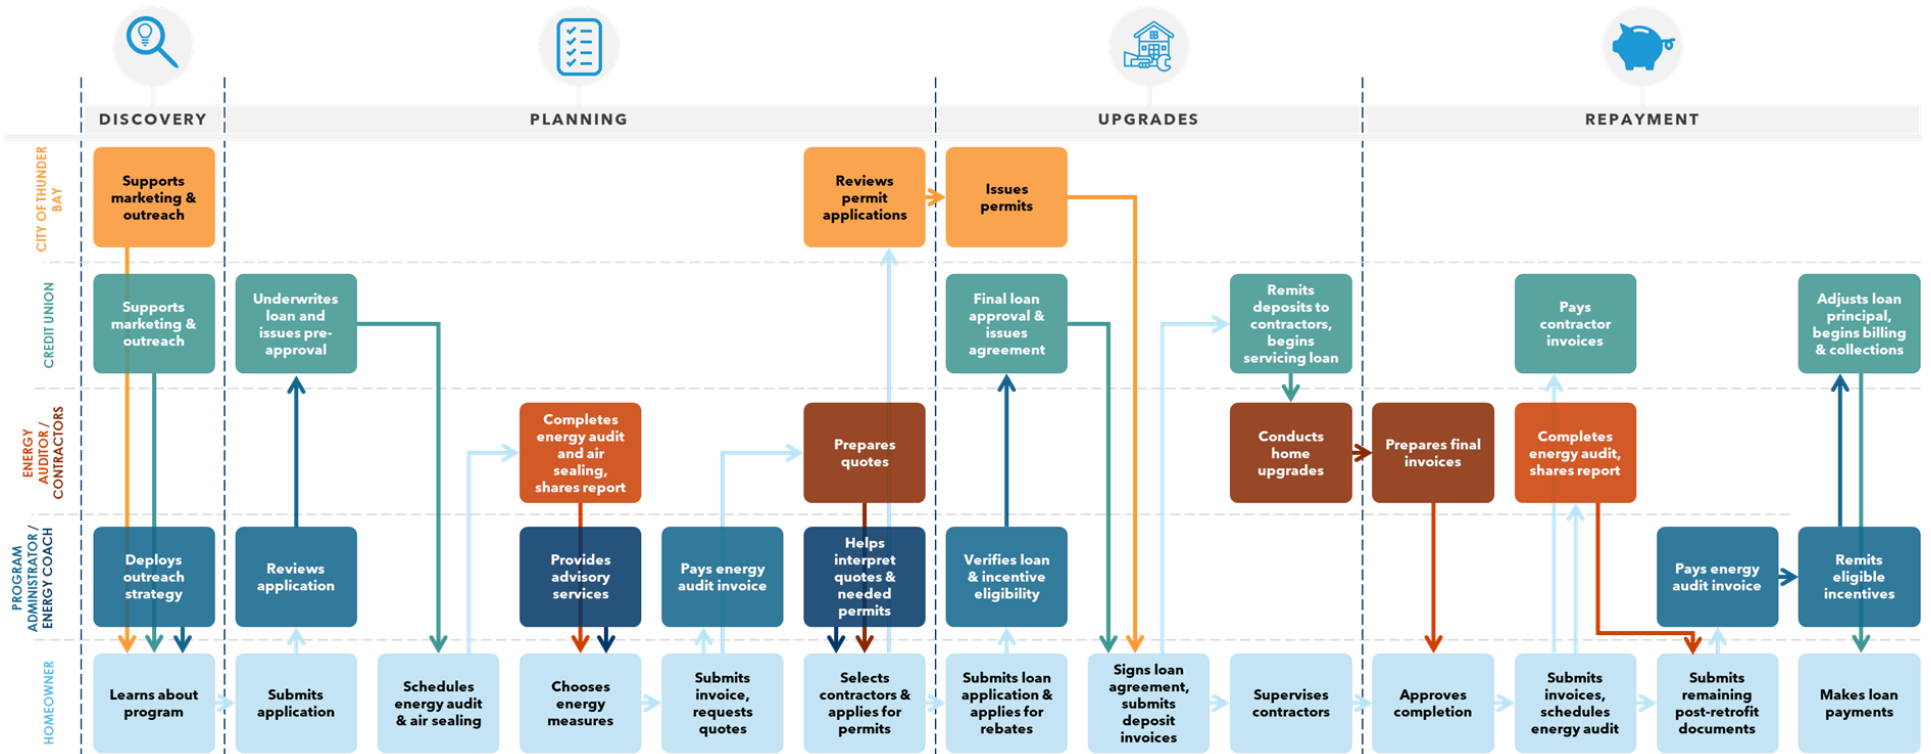 DISCOVERY
PLANNING
UPGRADES
REPAYMENT
CITY OF THUNDER
BAY
Supports
marketing &
outreach
Reviews
permit
applications
Issues
permits
CREDIT UNION
Supports
marketing &
outreach
Underwrites
loan and
issues pre-
approval
Final loan
approval &
issues
agreement
Remits
deposits to
contractors,
begins
servicing loan
Pays
contractor
invoices
Adjusts loan
principal,
begins billing
& collections
ENERGY
AUDITOR /
CONTRACTORS
Completes
energy audit
and air
sealing,
shares report
Prepares
quotes
Conducts
home
upgrades
Prepares final
invoices
Completes
energy audit,
shares report
PROGRAM
ADMINISTRATOR /
ENERGY COACH
Deploys
outreach
strategy
Reviews
application
Provides
advisory
services
Pays energy
audit invoice
Helps
interpret
quotes &
needed
permits
Verifies loan
& incentive
eligibility
Pays energy
audit invoice
Remits
eligible
incentives
HOMEOWNER
Learns about
program
Submits
application
Schedules
energy audit
& air sealing
Chooses
energy
measures
Submits
invoice,
requests
quotes
Selects
contractors &
applies for
permits
Submits loan
application &
applies for
rebates
Signs loan
agreement,
submits
deposit
invoices
Supervises
contractors
Approves
completion
Submits
invoices,
schedules
energy audit
Submits
remaining
post-retrofit
documents
Makes loan
payments